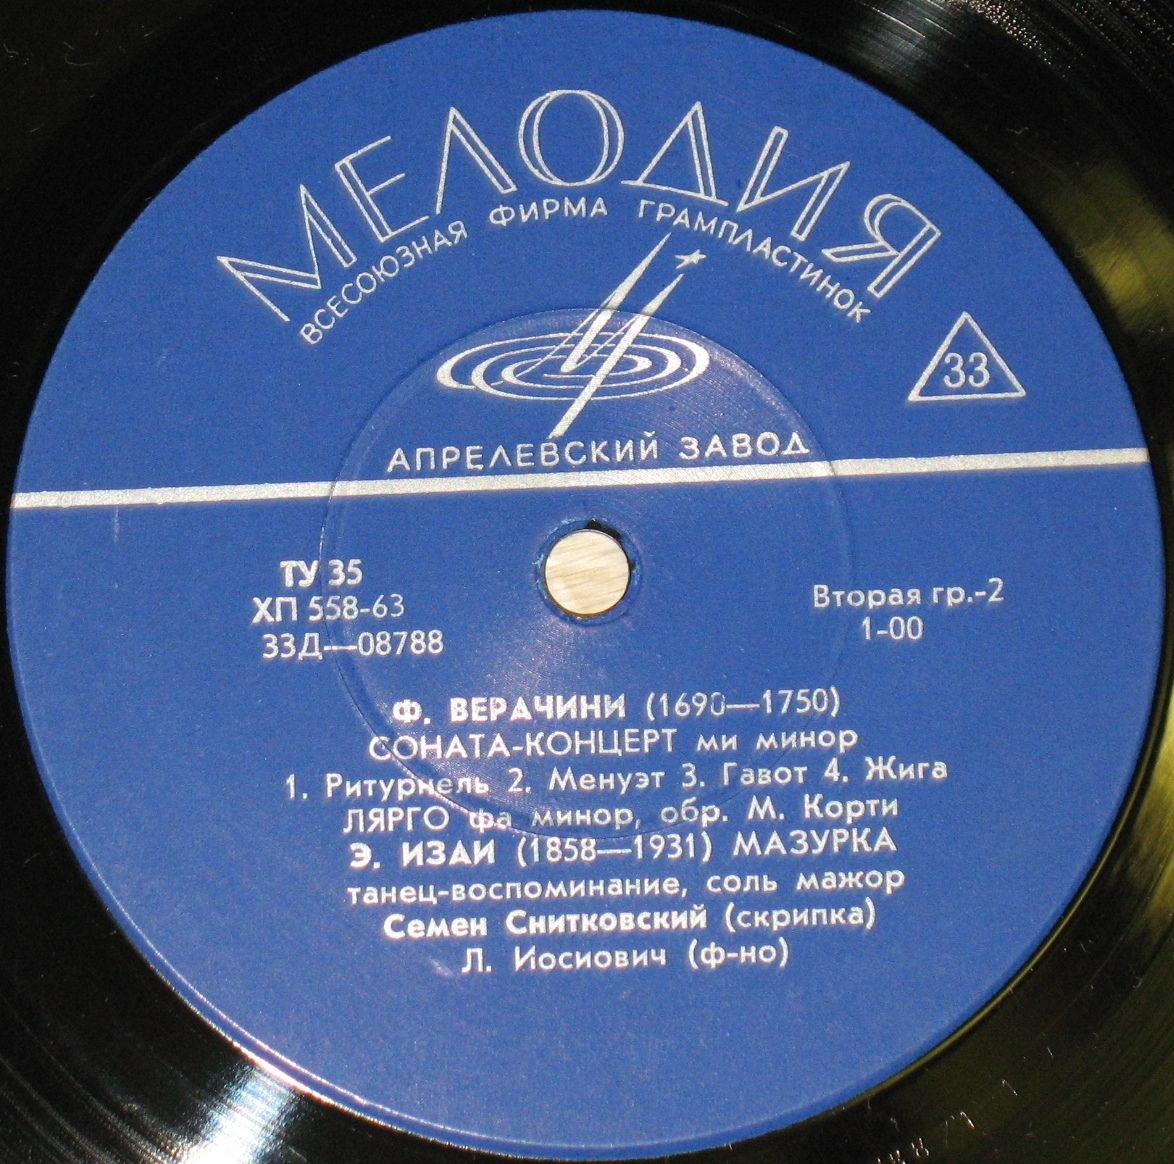 МЕЛОДИЯ
ВСЕСОЮЗНАЯ ФИРМА ГРАМПЛАСТИНОК
33
АПРЕЛЕВСКИЙ ЗАВОД
ТУ 35
ХП 558-63
33Д—08788
Вторая гр.-2
1-00
Ф. ВЕРАЧИНИ (1690—1750)
СОНАТА-КОНЦЕРТ ми минор
1. Ритурнель 2. Менуэт 3. Гавот 4. Жига
ЛЯРГО фа минор, обр. М. Корти
Э. ИЗАИ (1858—1931) МАЗУРКА
танец-воспоминание, соль мажор
Семен Снитковский (скрипка)
Л. Иосиович (ф-но)